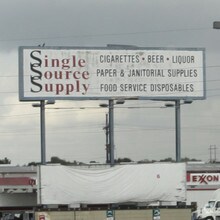 Single
Source
Supply
CIGARETTES • BEER • LIQUOR
PAPER & JANITORIAL SUPPLIES
FOOD SERVICE DISPOSABLES
EXXON